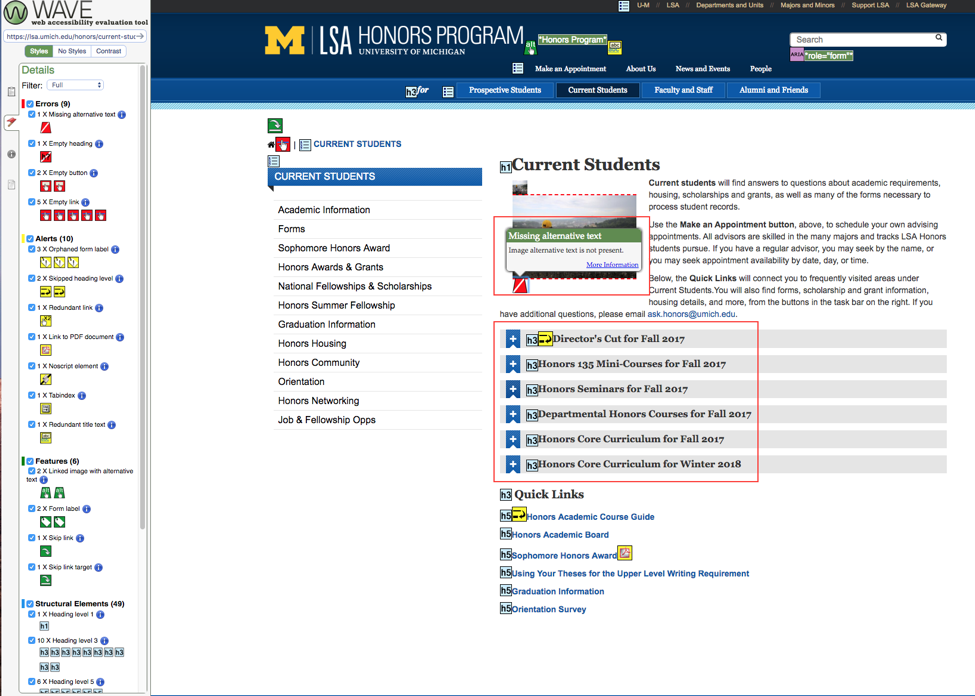 WAVE
web accessibility evaluation tool
https://lsa.umich.edu/honors/current-stud
Styles No Styles Contrast
Details
Filter: Full
Errors (9)
1 X Missing alternative text
1 X Empty heading
2 X Empty button
5 X Empty link
Alerts (10)
3 X Orphaned form label
2 X Skipped heading level
1 X Redundant link
1 X Link to PDF document
1 X Noscript element
1 X Tabindex
1 X Redundant title text
Features (6)
2 X Linked image with alternative
text
2 X Form label
1 X Skip link
1 X Skip link target
Structural Elements (49)
1 X Heading level 1
h1
10 X Heading level 3
h3 h3 h3 h3 h3 h3 h3 h3
h3 h3
6 X Heading level 5
U-M // LSA // Departments and Units // Majors and Minors // Support LSA // LSA Gateway
M LSA HONORS PROGRAM
UNIVERSITY OF MICHIGAN
alt "Honors Program"
Search
ARIA "role="form""
Make an Appointment About Us News and Events People
h3 for Prospective Students Current Students Faculty and Staff Alumni and Friends
| CURRENT STUDENTS
CURRENT STUDENTS
Academic Information
Forms
Sophomore Honors Award
Honors Awards & Grants
National Fellowships & Scholarships
Honors Summer Fellowship
Graduation Information
Honors Housing
Honors Community
Orientation
Honors Networking
Job & Fellowship Opps
h1 Current Students
Missing alternative text
Image alternative text is not present.
More Information
Current students will find answers to questions about academic requirements,
housing, scholarships and grants, as well as many of the forms necessary to
process student records.
Use the Make an Appointment button, above, to schedule your own advising
appointments. All advisors are skilled in the many majors and tracks LSA Honors
students pursue. If you have a regular advisor, you may seek by the name, or
you may seek appointment availability by date, day, or time.
Below, the Quick Links will connect you to frequently visited areas under
Current Students.You will also find forms, scholarship and grant information,
housing details, and more, from the buttons in the task bar on the right. If you
have additional questions, please email ask.honors@umich.edu.
h3 Director's Cut for Fall 2017
h3 Honors 135 Mini-Courses for Fall 2017
h3 Honors Seminars for Fall 2017
h3 Departmental Honors Courses for Fall 2017
h3 Honors Core Curriculum for Fall 2017
h3 Honors Core Curriculum for Winter 2018
h3 Quick Links
h5 Honors Academic Course Guide
h5 Honors Academic Board
h5 Sophomore Honors Award
h5 Using Your Theses for the Upper Level Writing Requirement
h5 Graduation Information
h5 Orientation Survey